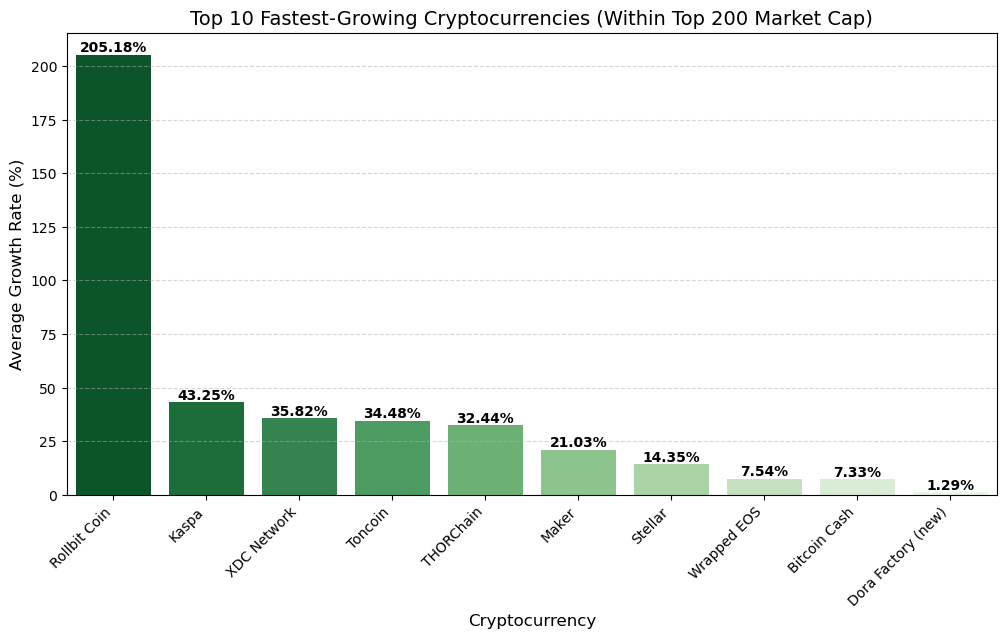 Top 10 Fastest-Growing Cryptocurrencies (Within Top 200 Market Cap)
Average Growth Rate (%)
200
175
150
125
100
75
50
25
0
205.18%
43.25%
35.82%
34.48%
32.44%
21.03%
14.35%
7.54%
7.33%
1.29%
Rollbit Coin
Kaspa
XDC Network
Toncoin
THORChain
Maker
Stellar
Wrapped EOS
Bitcoin Cash
Dora Factory (new)
Cryptocurrency